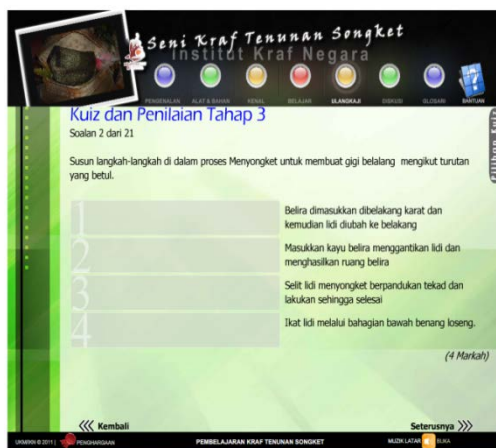 Seni Kraf Tenunan Songket
Institut Kraf Negara
PENGENALAN ALAT & BAHAN KENAL BELAJAR ULANGKAJI DISKUSI GLOSARI BANTUAN
Kuiz dan Penilaian Tahap 3
Soalan 2 dari 21
Pilihan Kuiz
Susun langkah-langkah di dalam proses Menyongket untuk membuat gigi belalang mengikut turutan
yang betul.
1
Belira dimasukkan dibelakang karat dan
kemudian lidi diubah ke belakang
2
Masukkan kayu belira menggantikan lidi dan
menghasilkan ruang belira
3
Selit lidi menyongket berpandukan tekad dan
lakukan sehingga selesai
4
Ikat lidi melalui bahagian bawah benang loseng.
(4 Markah)
Kembali
Seterusnya
UKMRKN © 2011 | PENGHARGAAN PEMBELAJARAN KRAF TENUNAN SONGKET MUZIK LATAR BUKA